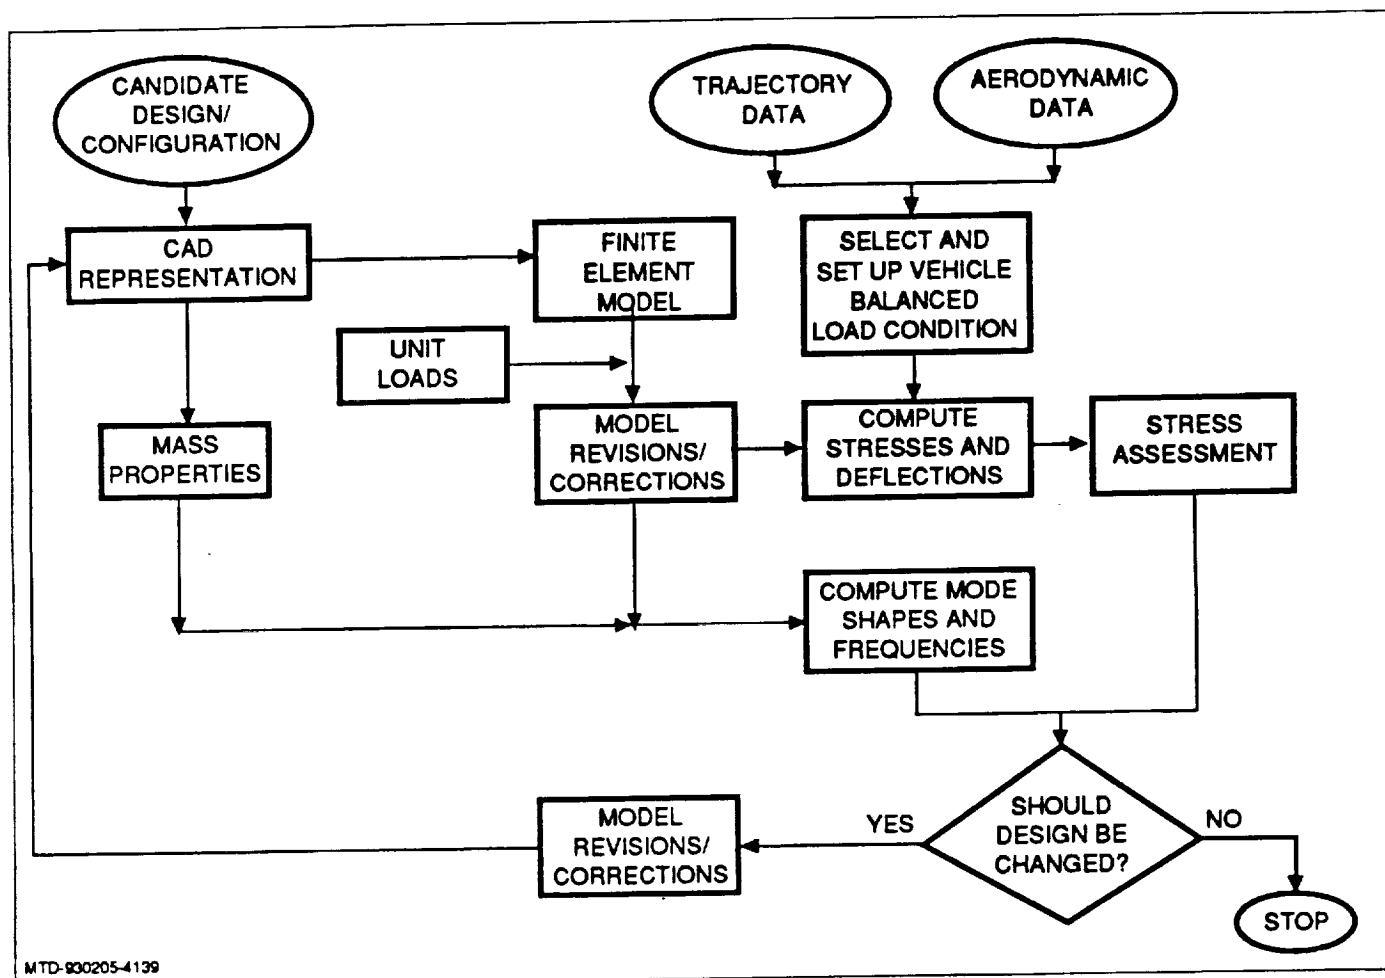 CANDIDATE
DESIGN/
CONFIGURATION
TRAJECTORY
DATA
AERODYNAMIC
DATA
CAD
REPRESENTATION
FINITE
ELEMENT
MODEL
SELECT AND
SET UP VEHICLE
BALANCED
LOAD CONDITION
UNIT
LOADS
MASS
PROPERTIES
MODEL
REVISIONS/
CORRECTIONS
COMPUTE
STRESSES AND
DEFLECTIONS
STRESS
ASSESSMENT
COMPUTE MODE
SHAPES AND
FREQUENCIES
MODEL
REVISIONS/
CORRECTIONS
YES
SHOULD
DESIGN BE
CHANGED?
NO
STOP
MTD-930205-4139